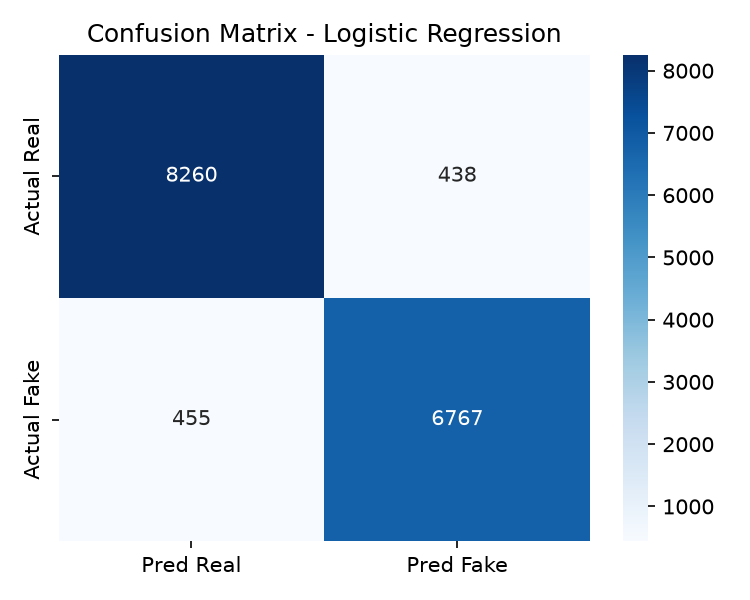 Confusion Matrix - Logistic Regression
Actual Real
8260
438
Actual Fake
455
6767
Pred Real
Pred Fake
8000
7000
6000
5000
4000
3000
2000
1000